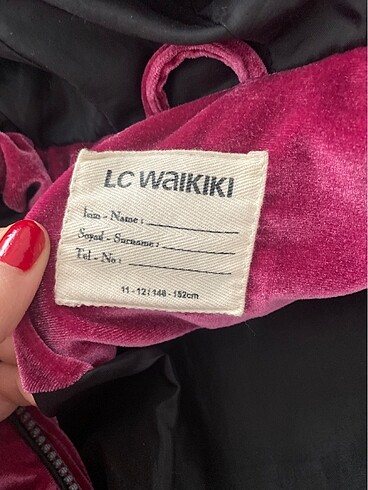 LC WAIKIKI
İsim - Name :
Soyad - Surname :
Tel - No :
11 - 12 / 146 - 152cm